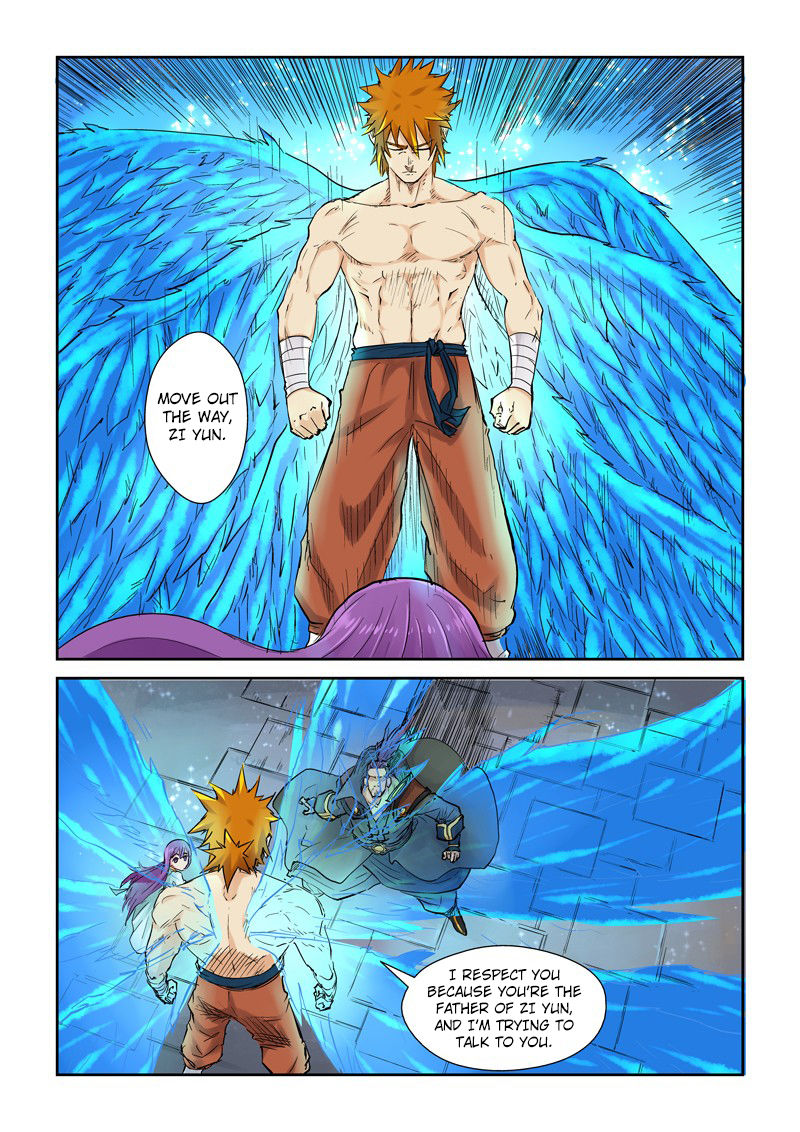 MOVE OUT
THE WAY,
ZI YUN.
I RESPECT YOU
BECAUSE YOU'RE THE
FATHER OF ZI YUN,
AND I'M TRYING TO
TALK TO YOU.